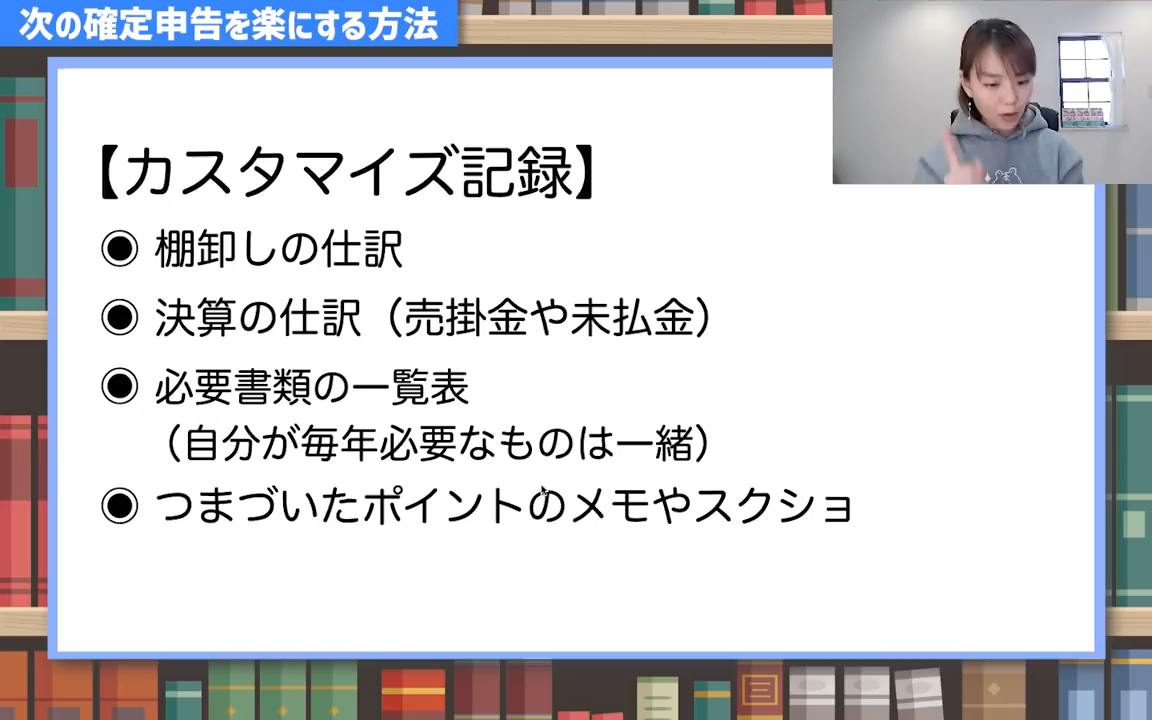 次の確定申告を楽にする方法
【カスタマイズ記録】
◉ 棚卸しの仕訳
◉ 決算の仕訳（売掛金や未払金）
◉ 必要書類の一覧表
（自分が毎年必要なものは一緒）
◉ つまづいたポイントのメモやスクショ